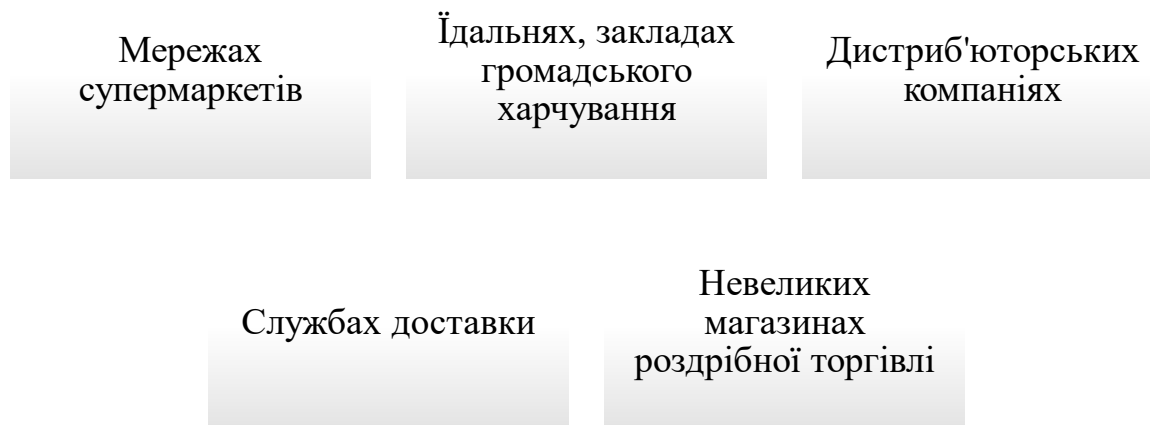 Мережах
супермаркетів
Їдальнях, закладах
громадського
харчування
Дистриб'юторських
компаніях
Службах доставки
Невеликих
магазинах
роздрібної торгівлі